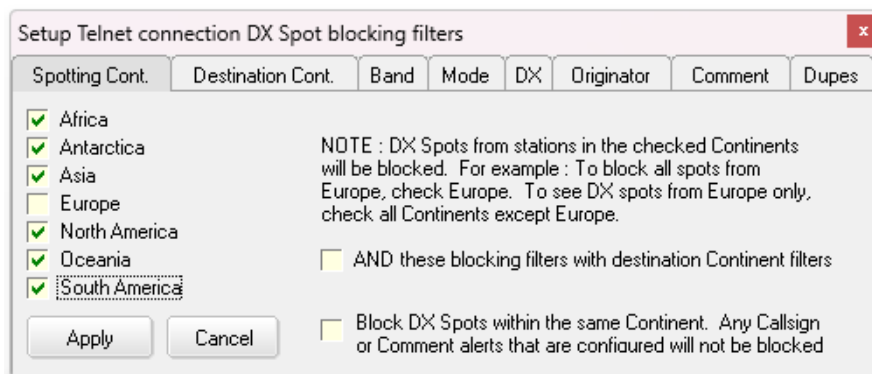 Setup Telnet connection DX Spot blocking filters
x
Spotting Cont. Destination Cont. Band Mode DX Originator Comment Dupes
Africa
Antarctica
Asia
Europe
North America
Oceania
South America
NOTE : DX Spots from stations in the checked Continents
will be blocked. For example : To block all spots from
Europe, check Europe. To see DX spots from Europe only,
check all Continents except Europe.
AND these blocking filters with destination Continent filters
Block DX Spots within the same Continent. Any Callsign
or Comment alerts that are configured will not be blocked
Apply Cancel